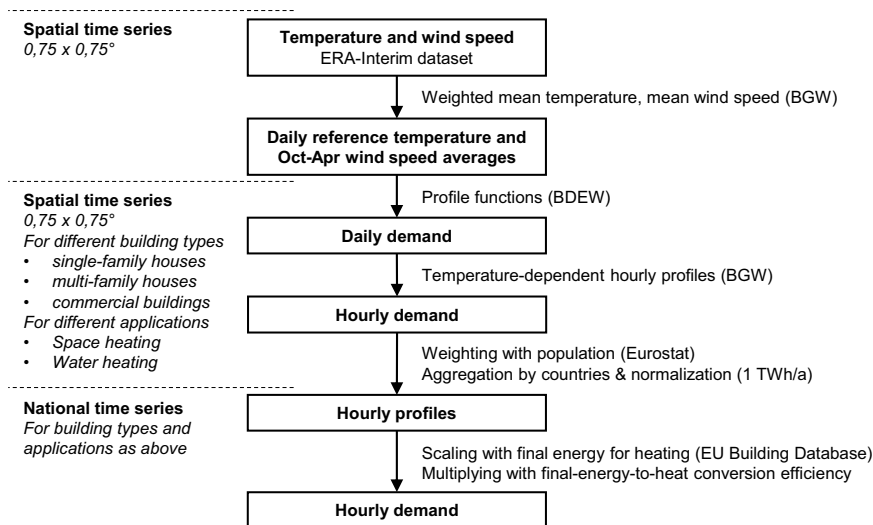 Spatial time series
0,75 x 0,75°
Temperature and wind speed
ERA-Interim dataset
Weighted mean temperature, mean wind speed (BGW)
Daily reference temperature and
Oct-Apr wind speed averages
Spatial time series
0,75 x 0,75°
For different building types
• single-family houses
• multi-family houses
• commercial buildings
For different applications
• Space heating
• Water heating
Profile functions (BDEW)
Daily demand
Temperature-dependent hourly profiles (BGW)
Hourly demand
Weighting with population (Eurostat)
Aggregation by countries & normalization (1 TWh/a)
National time series
For building types and
applications as above
Hourly profiles
Scaling with final energy for heating (EU Building Database)
Multiplying with final-energy-to-heat conversion efficiency
Hourly demand